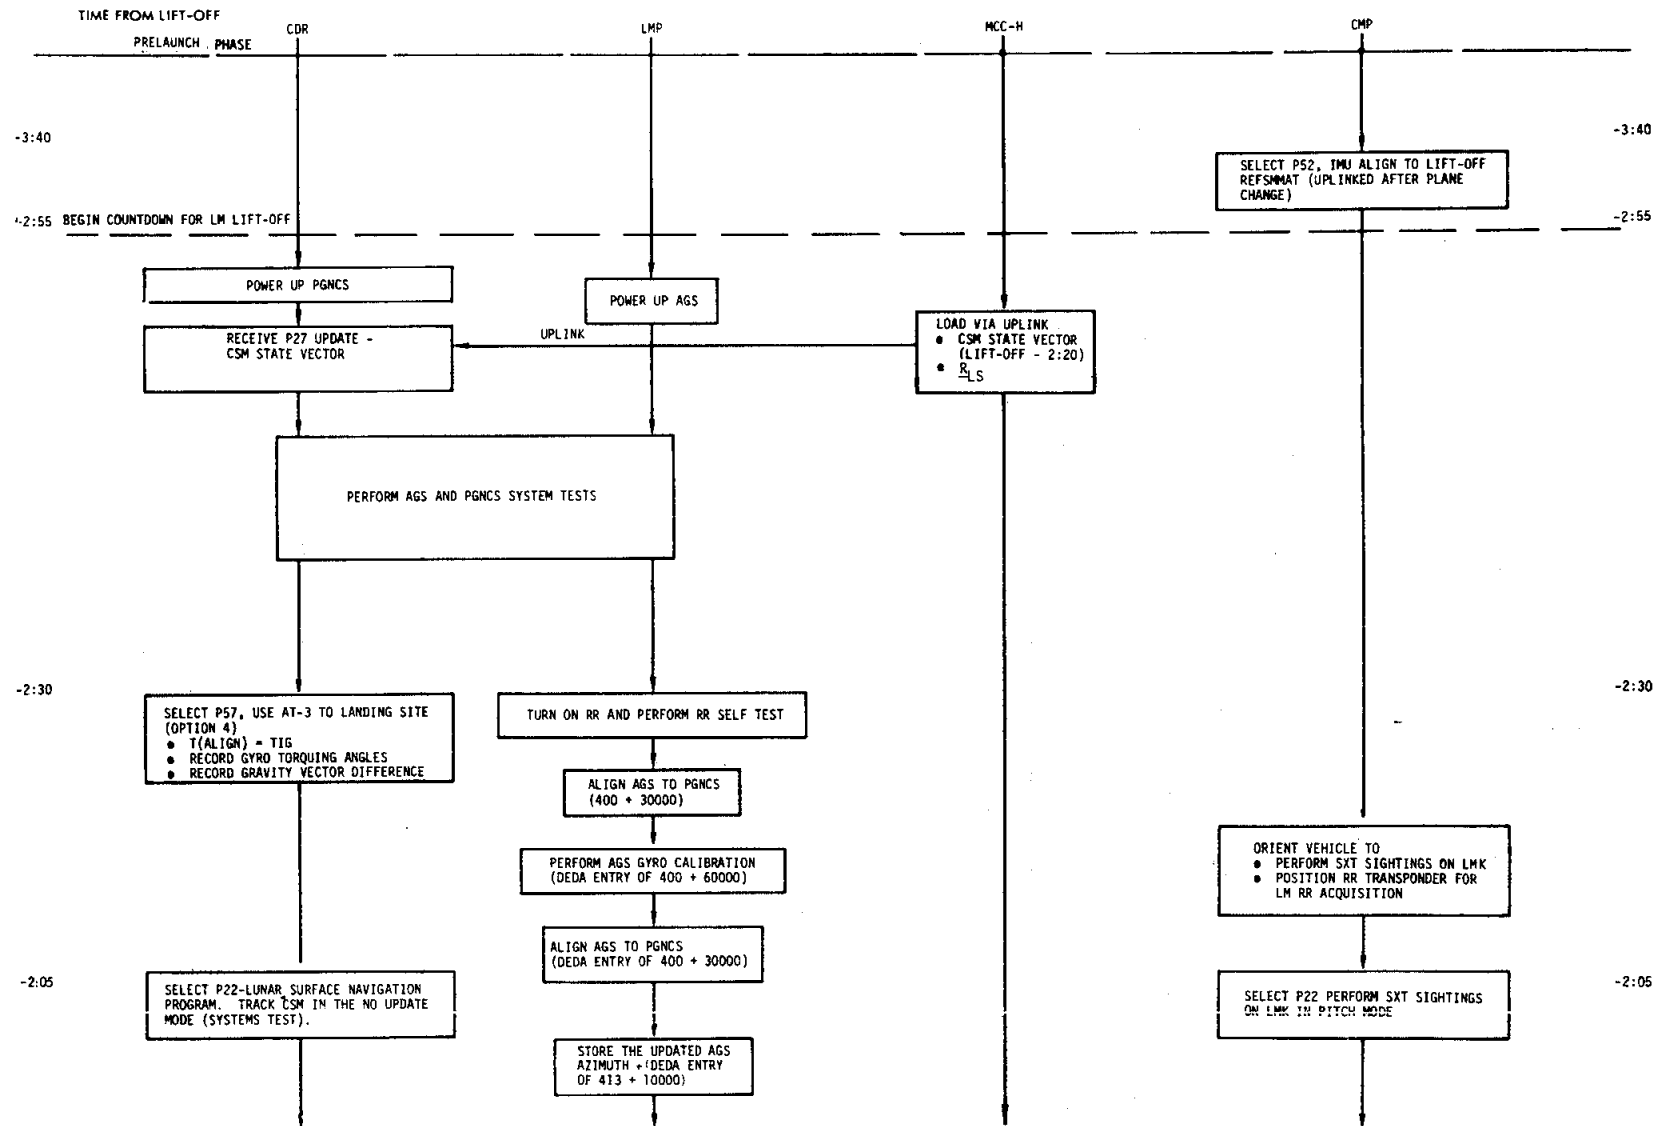 TIME FROM LIFT-OFF
CDR
LMP
MCC-H
CMP
PRELAUNCH PHASE
-3:40
-3:40
SELECT P52, IMU ALIGN TO LIFT-OFF
REFSMMAT (UPLINKED AFTER PLANE
CHANGE)
-2:55 BEGIN COUNTDOWN FOR LM LIFT-OFF
-2:55
POWER UP PGNCS
POWER UP AGS
RECEIVE P27 UPDATE -
CSM STATE VECTOR
UPLINK
LOAD VIA UPLINK
• CSM STATE VECTOR
(LIFT-OFF - 2:20)
• R
LS
PERFORM AGS AND PGNCS SYSTEM TESTS
-2:30
-2:30
SELECT P57, USE AT-3 TO LANDING SITE
(OPTION 4)
• T(ALIGN) = TIG
• RECORD GYRO TORQUING ANGLES
• RECORD GRAVITY VECTOR DIFFERENCE
TURN ON RR AND PERFORM RR SELF TEST
ALIGN AGS TO PGNCS
(400 + 30000)
PERFORM AGS GYRO CALIBRATION
(DEDA ENTRY OF 400 + 60000)
ORIENT VEHICLE TO
• PERFORM SXT SIGHTINGS ON LMK
• POSITION RR TRANSPONDER FOR
LM RR ACQUISITION
ALIGN AGS TO PGNCS
(DEDA ENTRY OF 400 + 30000)
-2:05
-2:05
SELECT P22-LUNAR SURFACE NAVIGATION
PROGRAM. TRACK CSM IN THE NO UPDATE
MODE (SYSTEMS TEST).
SELECT P22 PERFORM SXT SIGHTINGS
ON LMK IN PITCH MODE
STORE THE UPDATED AGS
AZIMUTH + (DEDA ENTRY
OF 413 + 10000)